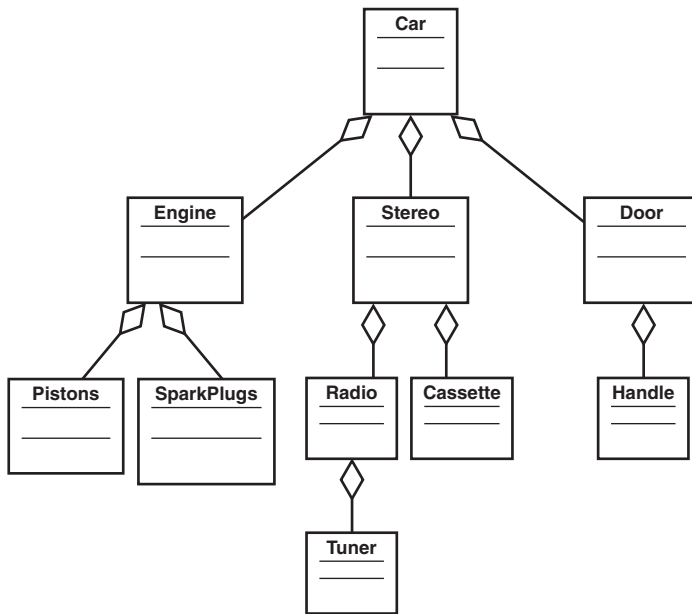 Car
Engine
Stereo
Door
Pistons
SparkPlugs
Radio
Cassette
Handle
Tuner